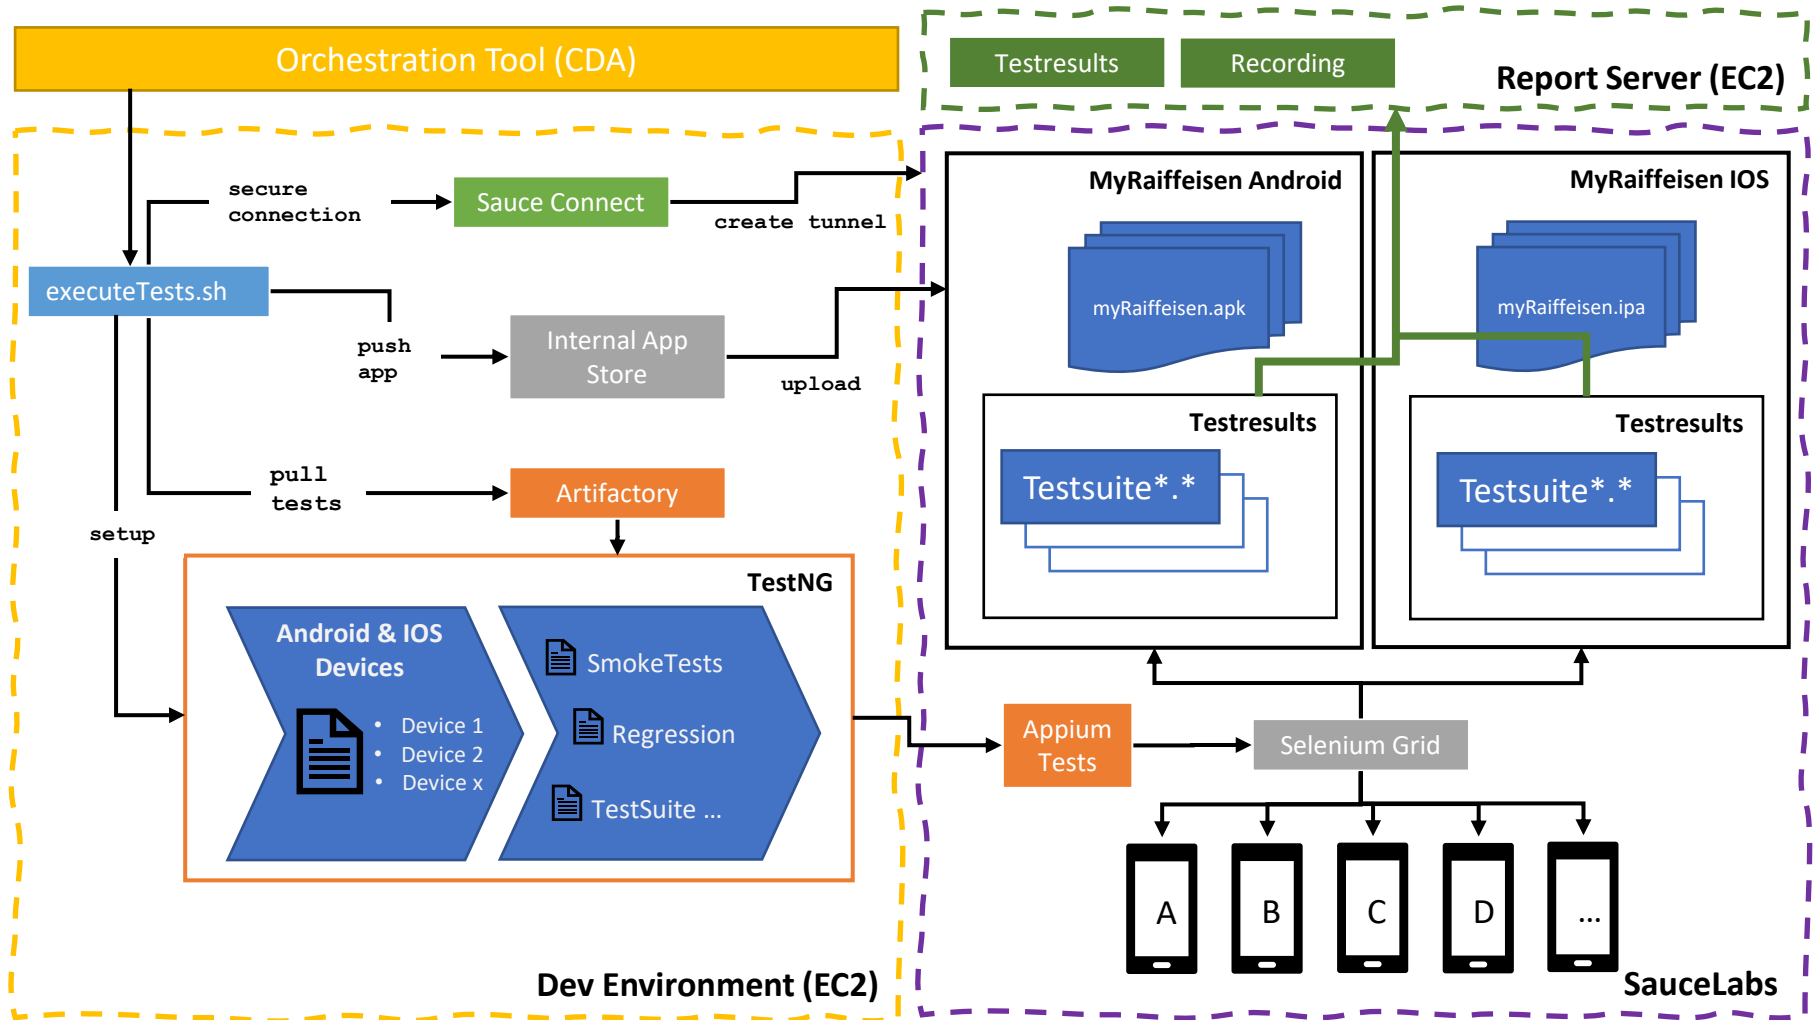 Orchestration Tool (CDA)
Testresults
Recording
Report Server (EC2)
secure
connection
Sauce Connect
create tunnel
executeTests.sh
push
app
Internal App
Store
upload
pull
tests
Artifactory
setup
TestNG
Android & IOS
Devices
• Device 1
• Device 2
• Device x
SmokeTests
Regression
TestSuite ...
Dev Environment (EC2)
MyRaiffeisen Android
myRaiffeisen.apk
Testresults
Testsuite*.*
MyRaiffeisen IOS
myRaiffeisen.ipa
Testresults
Testsuite*.*
Appium
Tests
Selenium Grid
A
B
C
D
...
SauceLabs